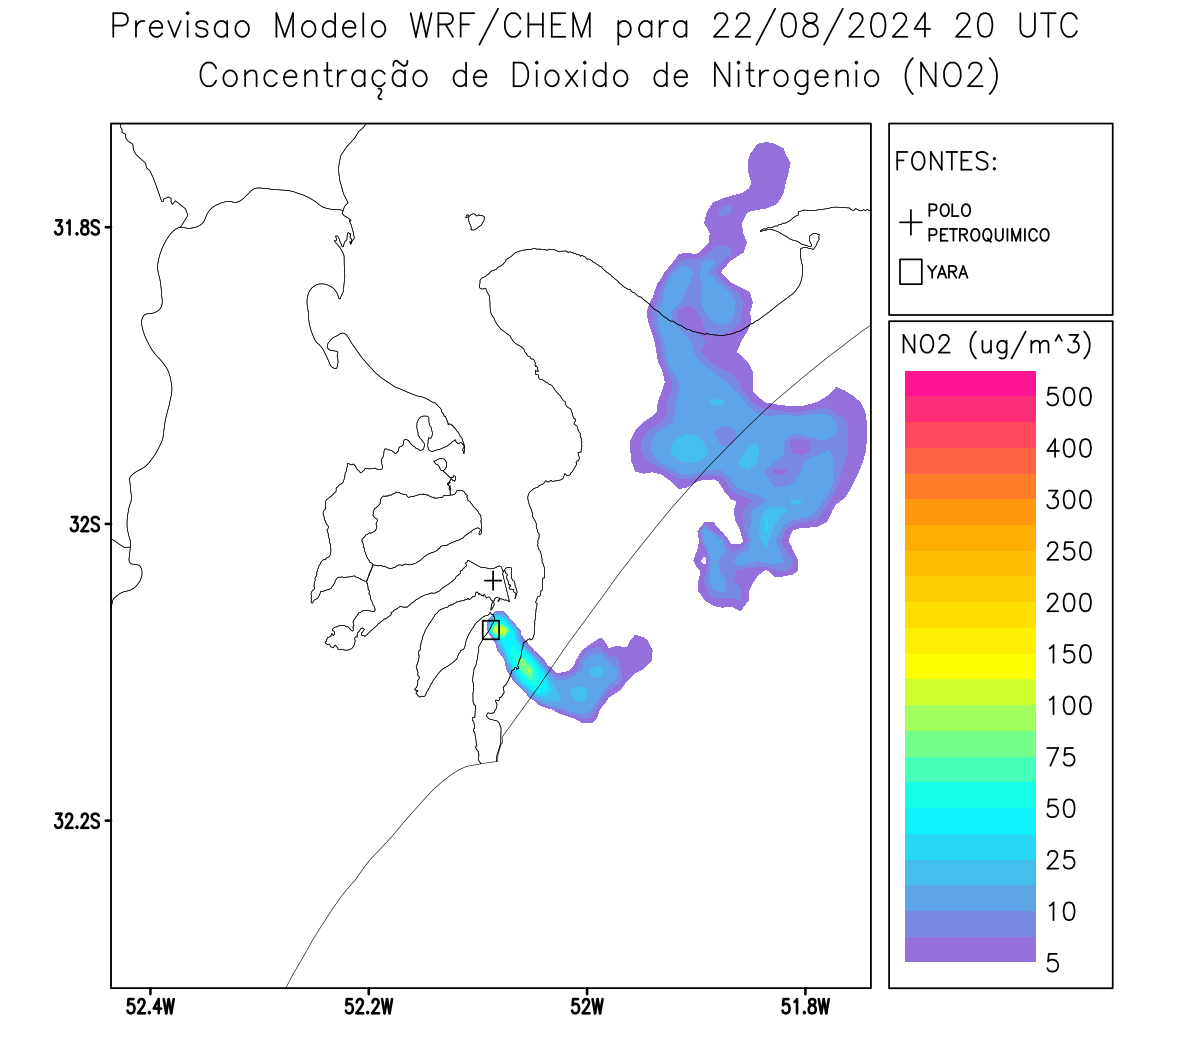 Previsao Modelo WRF/CHEM para 22/08/2024 20 UTC
Concentração de Dioxido de Nitrogenio (NO2)
FONTES:
POLO
PETROQUIMICO
YARA
NO2 (ug/m^3)
500
400
300
250
200
150
100
75
50
25
10
5
31.8S
32S
32.2S
52.4W
52.2W
52W
51.8W